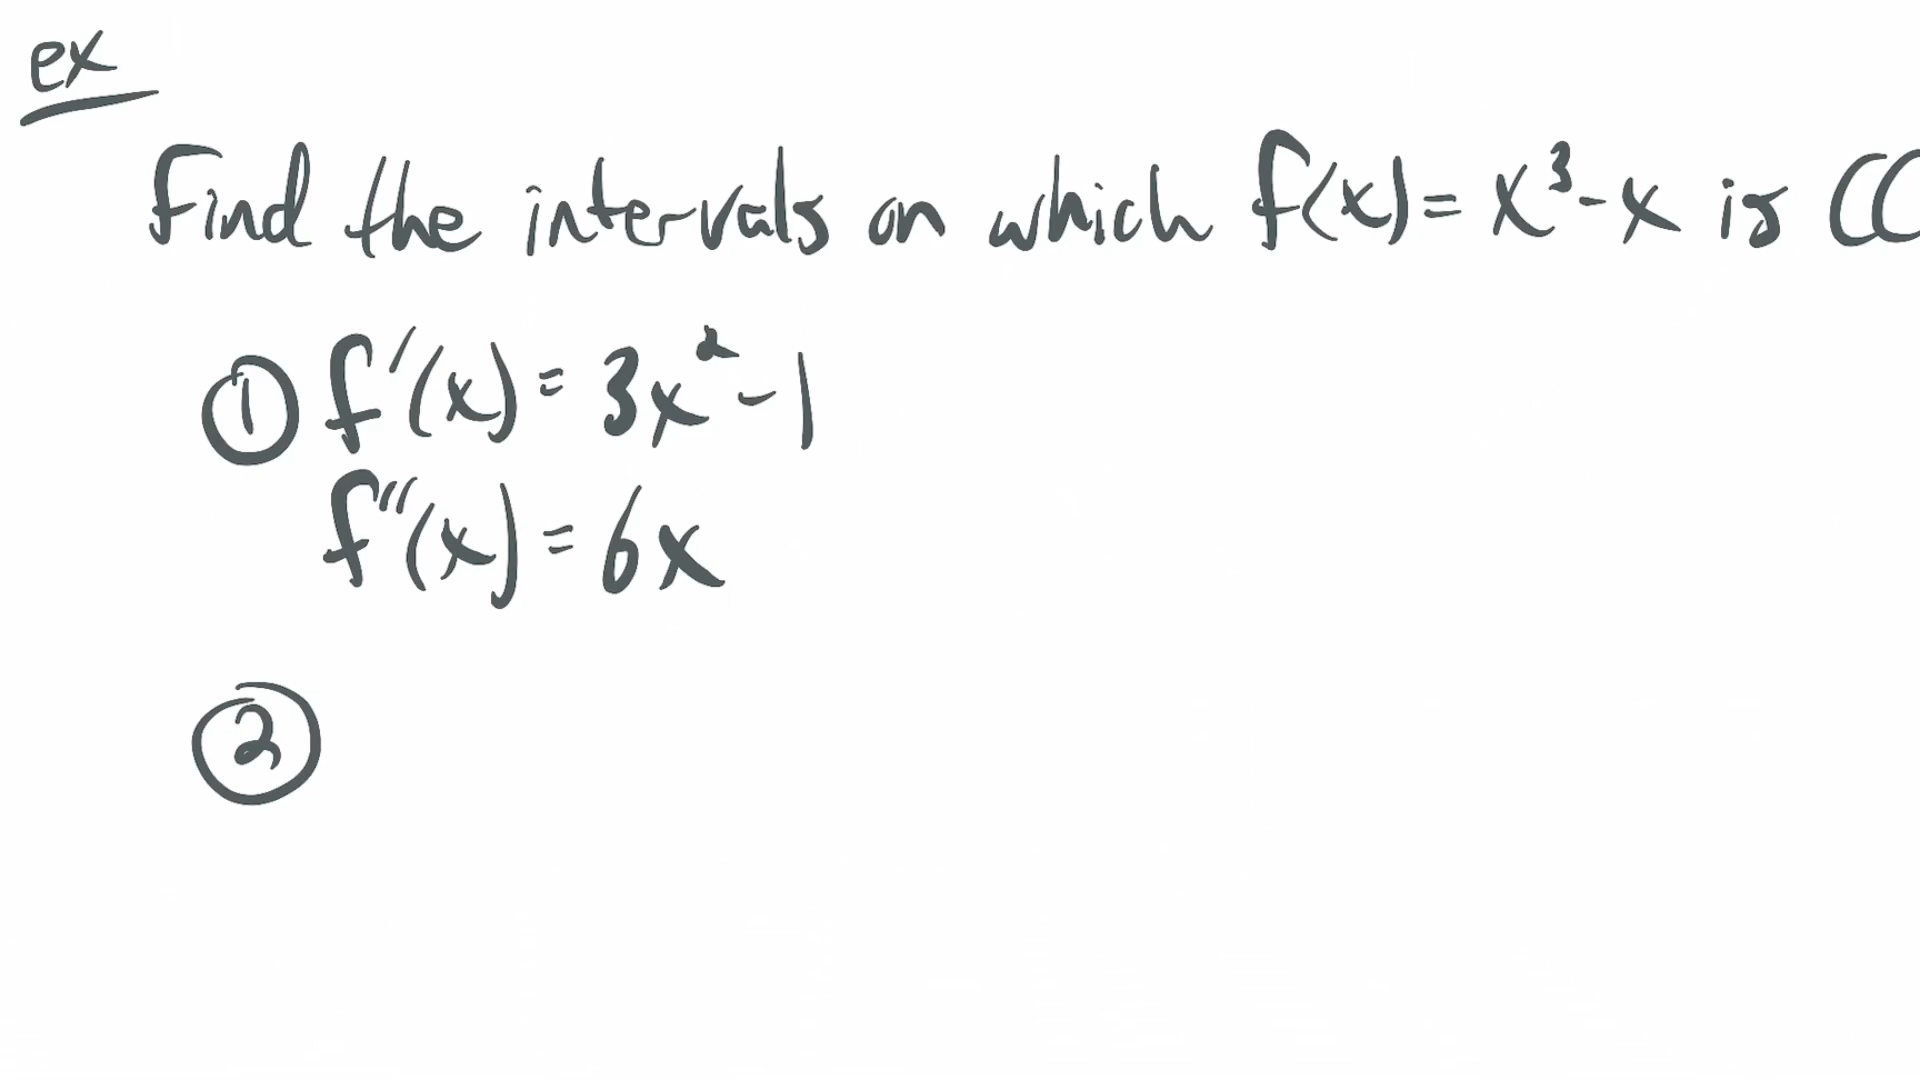 ex
Find the intervals on which f(x) = x³-x is CC
① f'(x) = 3x²-1
f''(x) = 6x
②